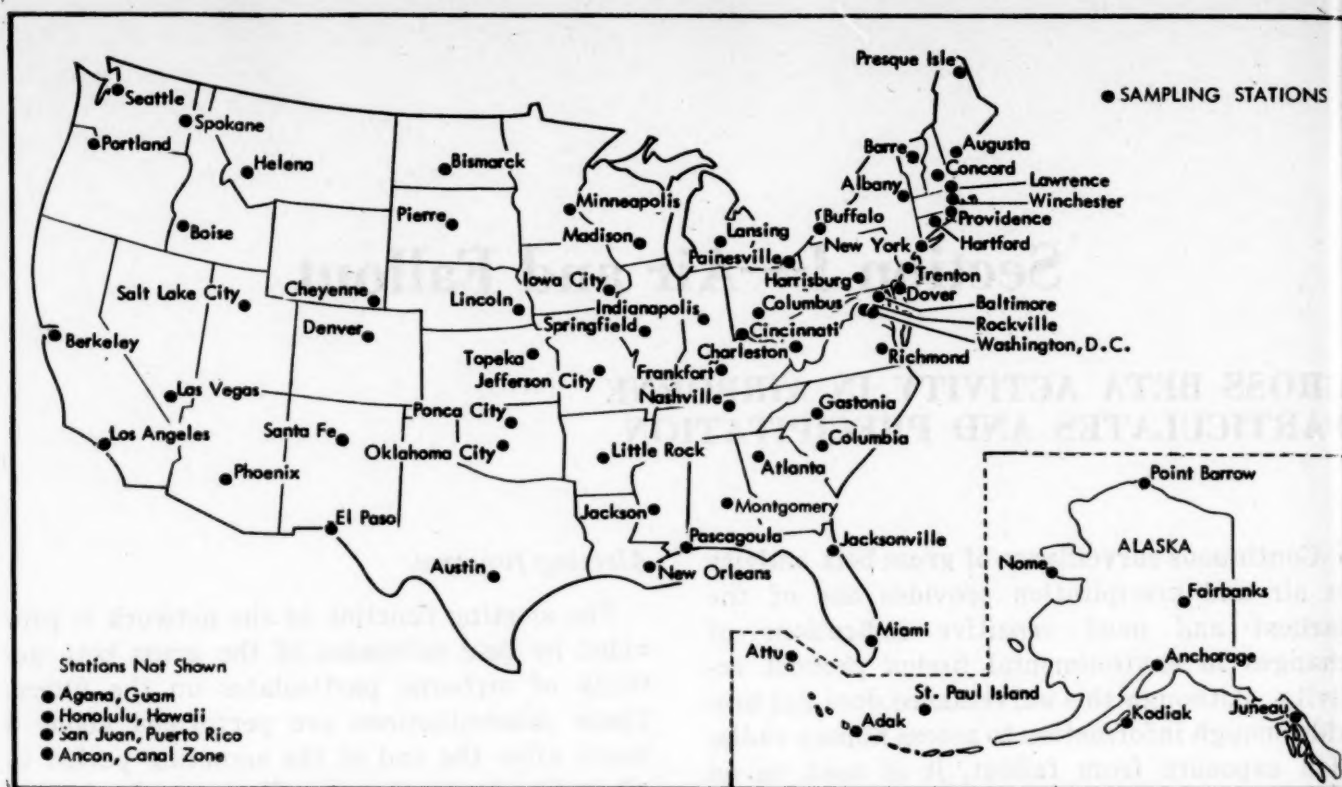 Presque Isle
SAMPLING STATIONS
Seattle
Spokane
Portland
Helena
Bismarck
Barre
Augusta
Concord
Albany
Lawrence
Winchester
Minneapolis
Pierre
Buffalo
Providence
Boise
Madison
Lansing
New York
Hartford
Painesville
Iowa City
Harrisburg
Trenton
Salt Lake City
Cheyenne
Lincoln
Indianapolis
Columbus
Dover
Baltimore
Denver
Springfield
Cincinnati
Rockville
Berkeley
Topeka
Charleston
Washington, D.C.
Richmond
Jefferson City
Frankfort
Las Vegas
Nashville
Ponca City
Gastonia
Los Angeles
Santa Fe
Oklahoma City
Columbia
Little Rock
Atlanta
Phoenix
Point Barrow
Jackson
Montgomery
El Paso
Pascagoula
Jacksonville
ALASKA
Austin
New Orleans
Nome
Fairbanks
Miami
Attu
Anchorage
Stations Not Shown
St. Paul Island
Agana, Guam
Adak
Kodiak
Juneau
Honolulu, Hawaii
San Juan, Puerto Rico
Ancon, Canal Zone